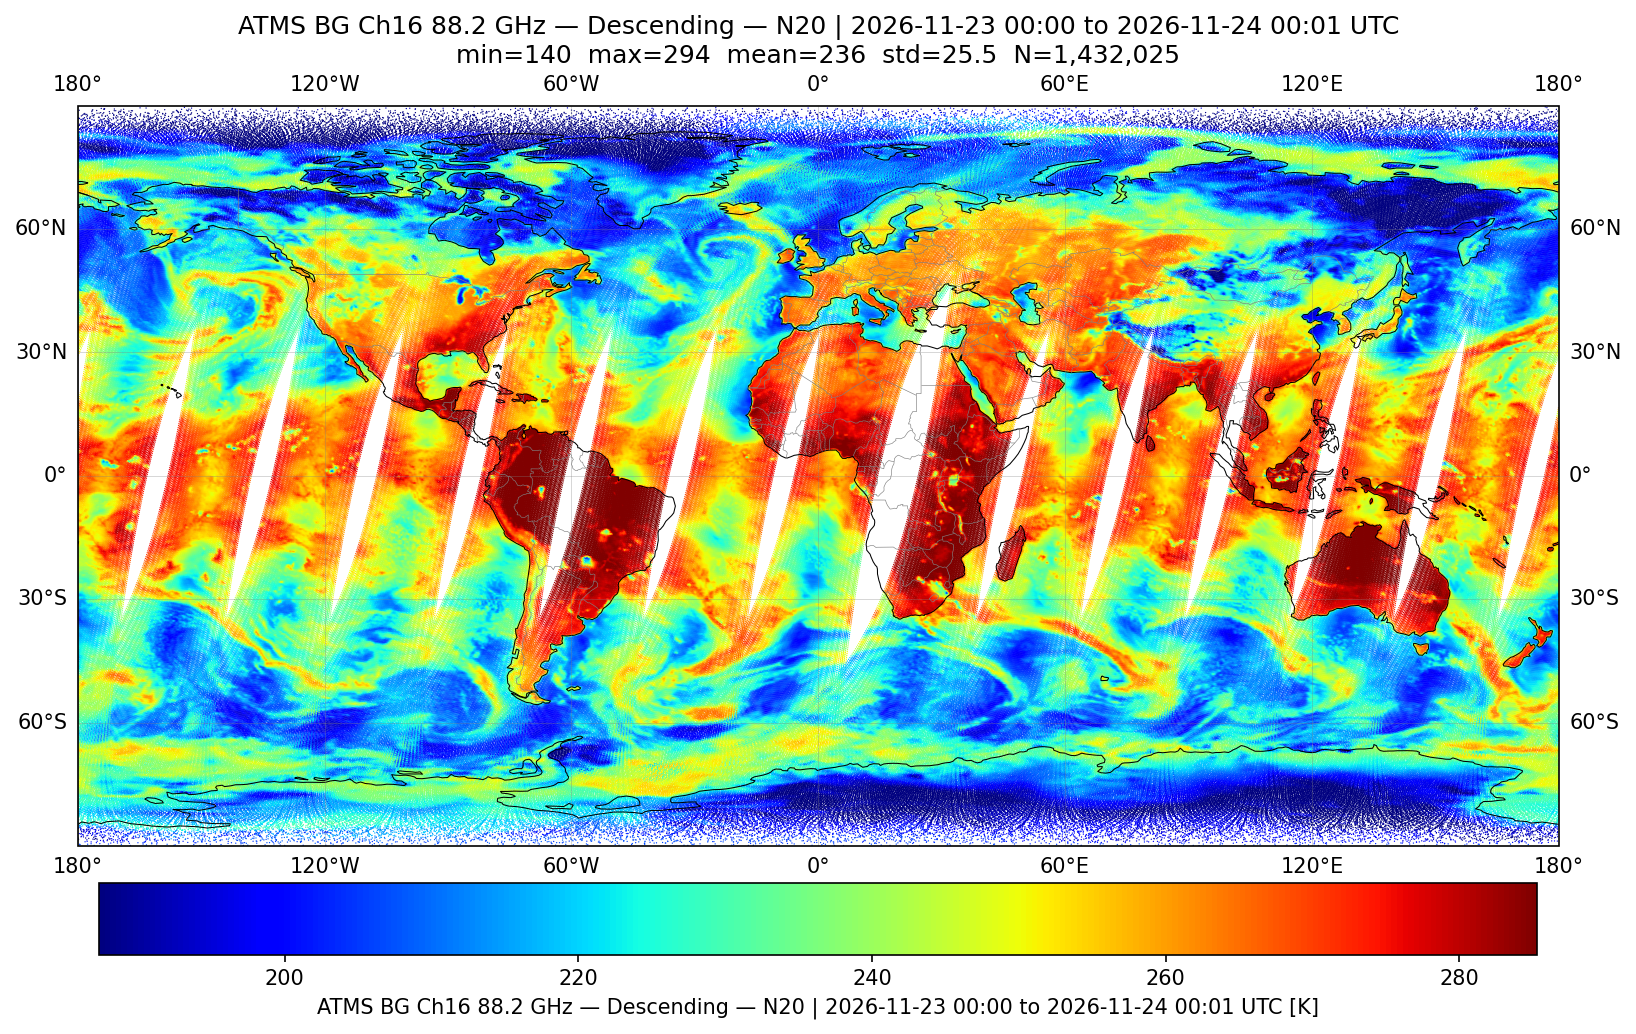 ATMS BG Ch16 88.2 GHz — Descending — N20 | 2026-11-23 00:00 to 2026-11-24 00:01 UTC
min=140 max=294 mean=236 std=25.5 N=1,432,025
180° 120°W 60°W 0° 60°E 120°E 180°
60°N 60°N
30°N 30°N
0° 0°
30°S 30°S
60°S 60°S
180° 120°W 60°W 0° 60°E 120°E 180°
200 220 240 260 280
ATMS BG Ch16 88.2 GHz — Descending — N20 | 2026-11-23 00:00 to 2026-11-24 00:01 UTC [K]